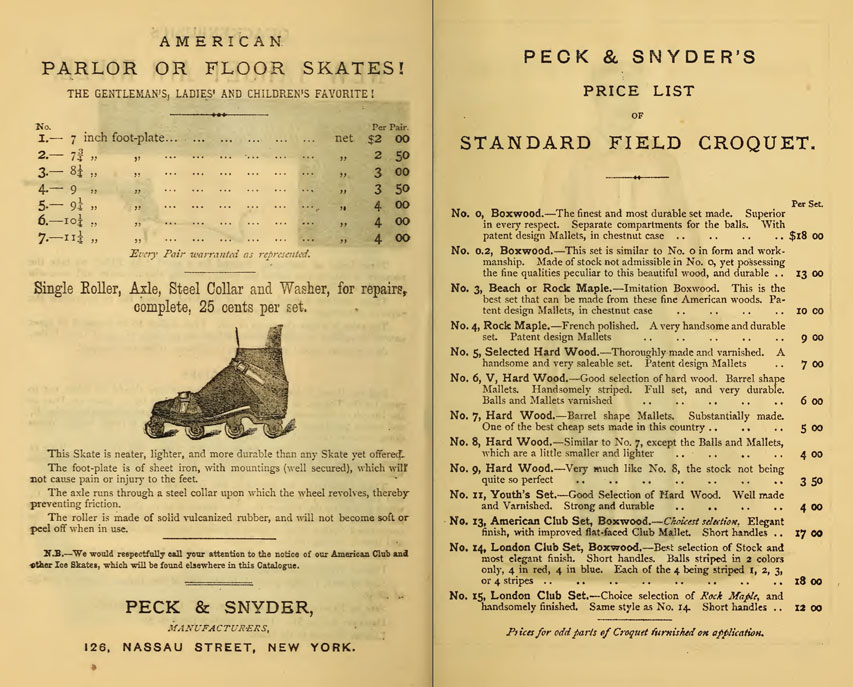 AMERICAN
PARLOR OR FLOOR SKATES!
THE GENTLEMAN'S, LADIES' AND CHILDREN'S FAVORITE!
No. Per Pair.
1.— 7 inch foot-plate... ... ... ... ... ... net $2 00
2.— 7¾ „ „ ... ... ... ... ... ... „ 2 50
3.— 8¼ „ „ ... ... ... ... ... ... „ 3 00
4.— 9 „ „ ... ... ... ... ... ... „ 3 50
5.— 9½ „ „ ... ... ... ... ... ... „ 4 00
6.—10¼ „ „ ... ... ... ... ... ... „ 4 00
7.—11¼ „ „ ... ... ... ... ... ... „ 4 00
Every Pair warranted as represented.
Single Roller, Axle, Steel Collar and Washer, for repairs,
complete, 25 cents per set.
This Skate is neater, lighter, and more durable than any Skate yet offered.
The foot-plate is of sheet iron, with mountings (well secured), which will
not cause pain or injury to the feet.
The axle runs through a steel collar upon which the wheel revolves, thereby
preventing friction.
The roller is made of solid vulcanized rubber, and will not become soft or
peel off when in use.
N.B.—We would respectfully call your attention to the notice of our American Club and
other Ice Skates, which will be found elsewhere in this Catalogue.
PECK & SNYDER,
MANUFACTURERS,
126, NASSAU STREET, NEW YORK.
PECK & SNYDER'S
PRICE LIST
OF
STANDARD FIELD CROQUET.
Per Set.
No. 0, Boxwood.—The finest and most durable set made. Superior
in every respect. Separate compartments for the balls. With
patent design Mallets, in chestnut case .. .. .. .. $18 00
No. 0.2, Boxwood.—This set is similar to No. 0 in form and work-
manship. Made of stock not admissible in No. 0, yet possessing
the fine qualities peculiar to this beautiful wood, and durable .. 13 00
No. 3, Beach or Rock Maple.—Imitation Boxwood. This is the
best set that can be made from these fine American woods. Pa-
tent design Mallets, in chestnut case .. .. .. .. 10 00
No. 4, Rock Maple.—French polished. A very handsome and durable
set. Patent design Mallets .. .. .. .. .. 9 00
No. 5, Selected Hard Wood.—Thoroughly made and varnished. A
handsome and very saleable set. Patent design Mallets .. 7 00
No. 6, V, Hard Wood.—Good selection of hard wood. Barrel shape
Mallets. Handsomely striped. Full set, and very durable.
Balls and Mallets varnished .. .. .. .. .. 6 00
No. 7, Hard Wood.—Barrel shape Mallets. Substantially made.
One of the best cheap sets made in this country .. .. .. 5 00
No. 8, Hard Wood.—Similar to No. 7, except the Balls and Mallets,
which are a little smaller and lighter .. .. .. .. 4 00
No. 9, Hard Wood.—Very much like No. 8, the stock not being
quite so perfect .. .. .. .. .. .. 3 50
No. 11, Youth's Set.—Good Selection of Hard Wood. Well made
and Varnished. Strong and durable .. .. .. .. 4 00
No. 13, American Club Set, Boxwood.—Choicest selection, Elegant
finish, with improved flat-faced Club Mallet. Short handles .. 17 00
No. 14, London Club Set, Boxwood.—Best selection of Stock and
most elegant finish. Short handles. Balls striped in 2 colors
only, 4 in red, 4 in blue. Each of the 4 being striped 1, 2, 3,
or 4 stripes .. .. .. .. .. .. .. 18 00
No. 15, London Club Set.—Choice selection of Rock Maple, and
handsomely finished. Same style as No. 14. Short handles .. 12 00
Prices for odd parts of Croquet furnished on application.